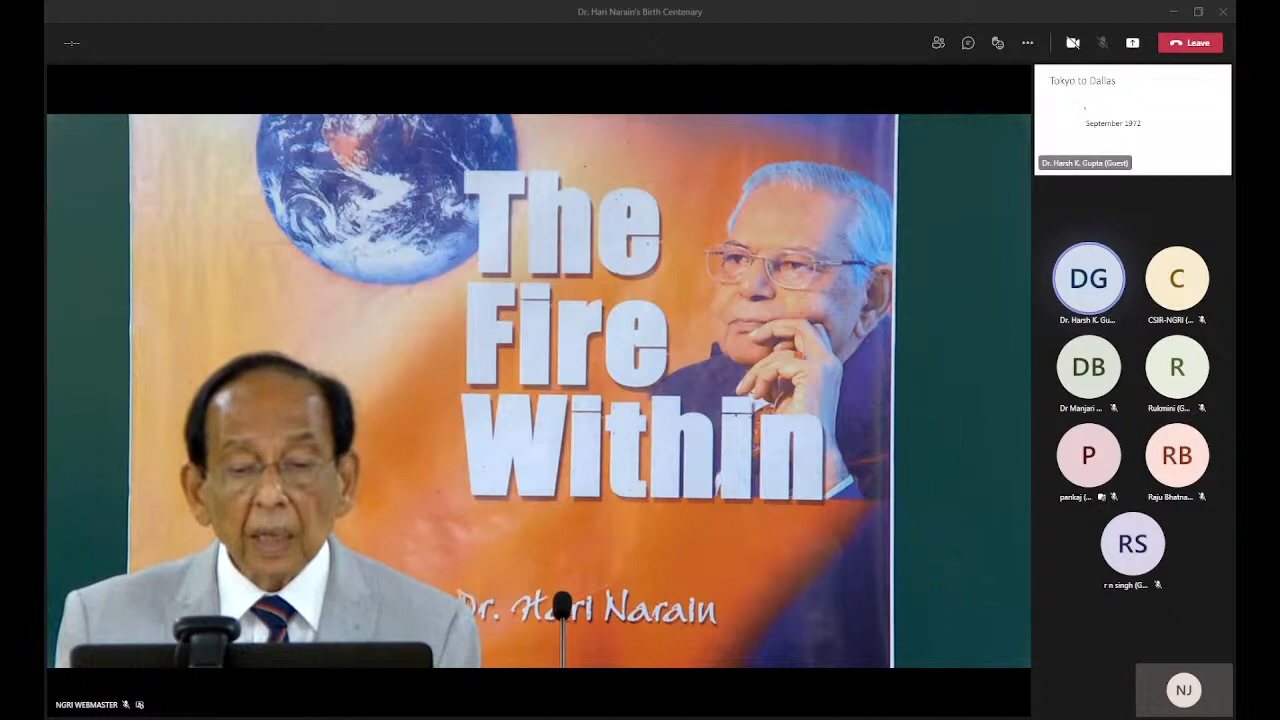 Dr. Hari Narain's Birth Centenary
Leave
The
Fire
Within
Dr. Hari Narain
NGRI WEBMASTER
Tokyo to Dallas
September 1972
Dr. Harsh K. Gupta (Guest)
DG
C
Dr. Harsh K. Gu...
CSIR-NGRI (...
DB
R
Dr Manjari ...
Rukmini (G...
P
RB
pankaj (...
Raju Bhatna...
RS
r n singh (G...
NJ